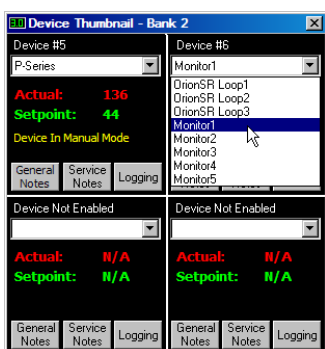 Device Thumbnail - Bank 2
Device #5
P-Series
Actual: 136
Setpoint: 44
Device In Manual Mode
General Notes
Service Notes
Logging
Device #6
Monitor1
OrionSR Loop1
OrionSR Loop2
OrionSR Loop3
Monitor1
Monitor2
Monitor3
Monitor4
Monitor5
Device Not Enabled
Actual: N/A
Setpoint: N/A
General Notes
Service Notes
Logging
Device Not Enabled
Actual: N/A
Setpoint: N/A
General Notes
Service Notes
Logging